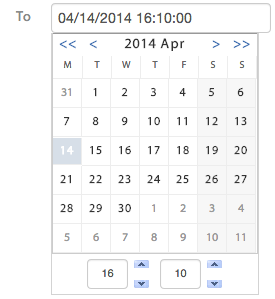 To 04/14/2014 16:10:00
<< < 2014 Apr > >>
M T W T F S S
31 1 2 3 4 5 6
7 8 9 10 11 12 13
14 15 16 17 18 19 20
21 22 23 24 25 26 27
28 29 30 1 2 3 4
5 6 7 8 9 10 11
16 10